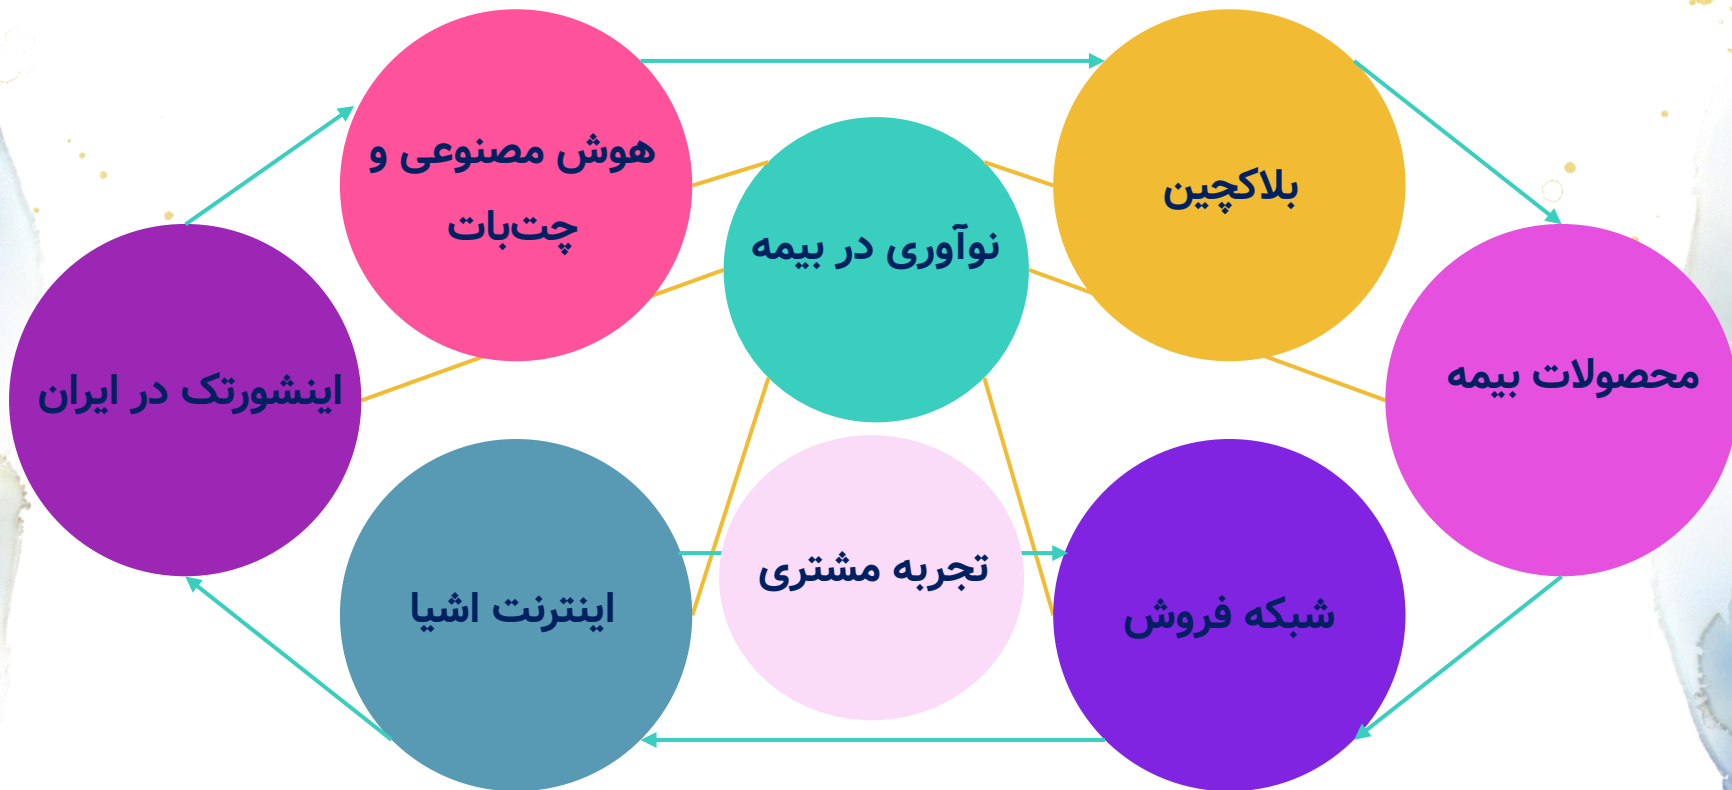 هوش مصنوعی و
چت‌بات
بلاکچین
نوآوری در بیمه
محصولات بیمه
اینشورتک در ایران
تجربه مشتری
اینترنت اشیا
شبکه فروش